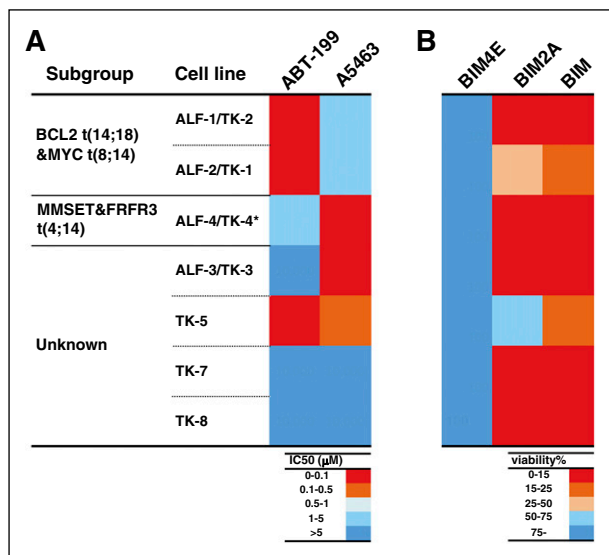 A
B
Subgroup
Cell line
ABT-199
A5463
BIM4E
BIM2A
BIM
BCL2 t(14;18)
&MYC t(8;14)
ALF-1/TK-2
ALF-2/TK-1
MMSET&FRFR3
t(4;14)
ALF-4/TK-4*
Unknown
ALF-3/TK-3
TK-5
TK-7
TK-8
IC50 (μM)
0-0.1
0.1-0.5
0.5-1
1-5
>5
viability%
0-15
15-25
25-50
50-75
75-